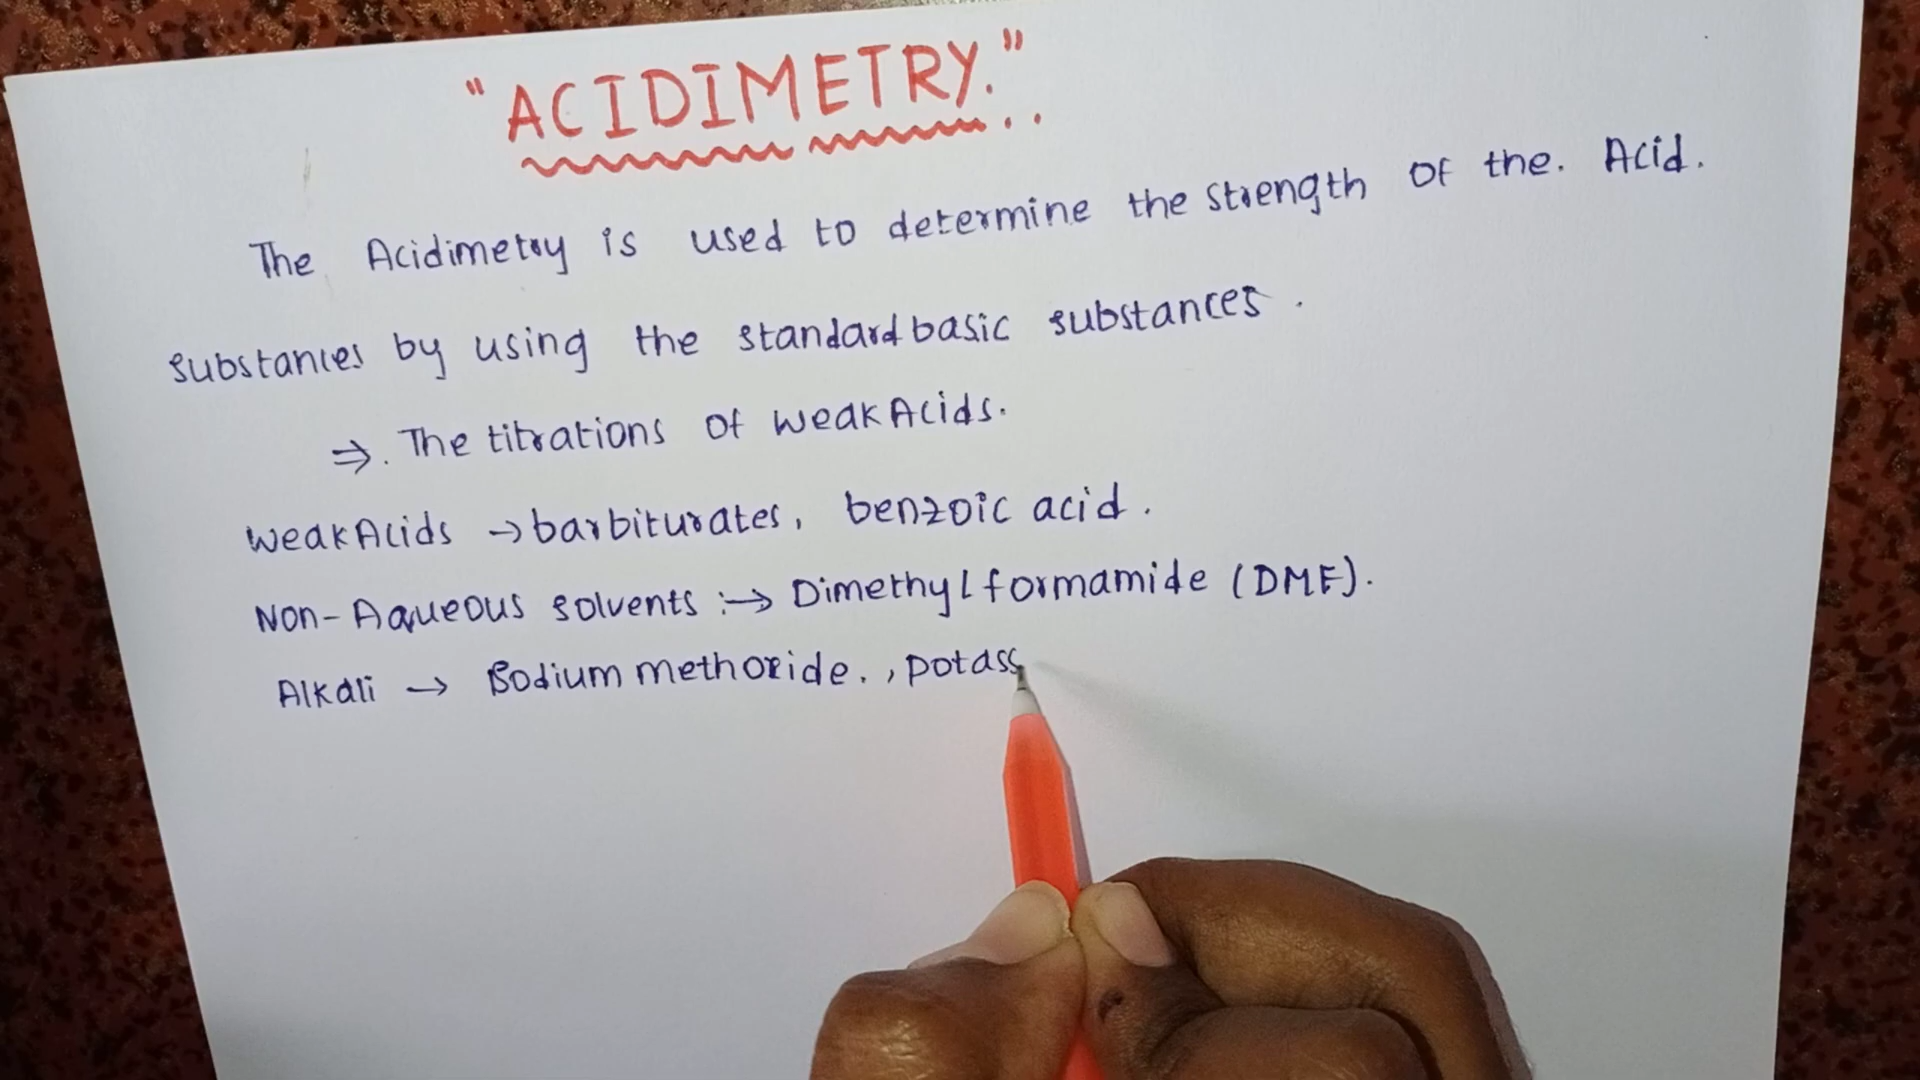 "ACIDIMETRY."
The Acidimetry is used to determine the strength of the. Acid.
substances by using the standard basic substances.
⇒. The titrations of weak Acids.
weak Acids → barbiturates, benzoic acid.
Non-Aqueous solvents :→ Dimethyl formamide (DMF).
Alkali → Sodium methoxide. , potass